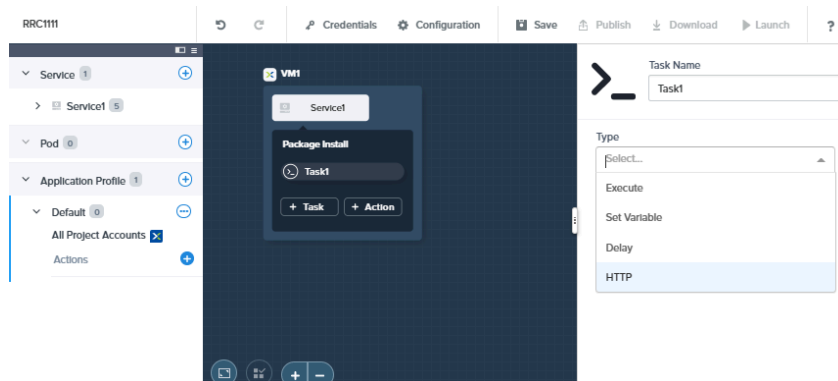 RRC1111
Credentials
Configuration
Save
Publish
Download
Launch
?
Service 1
Service1 5
Pod 0
Application Profile 1
Default 0
All Project Accounts
Actions
VM1
Service1
Package Install
Task1
+ Task
+ Action
Task Name
Task1
Type
Select...
Execute
Set Variable
Delay
HTTP